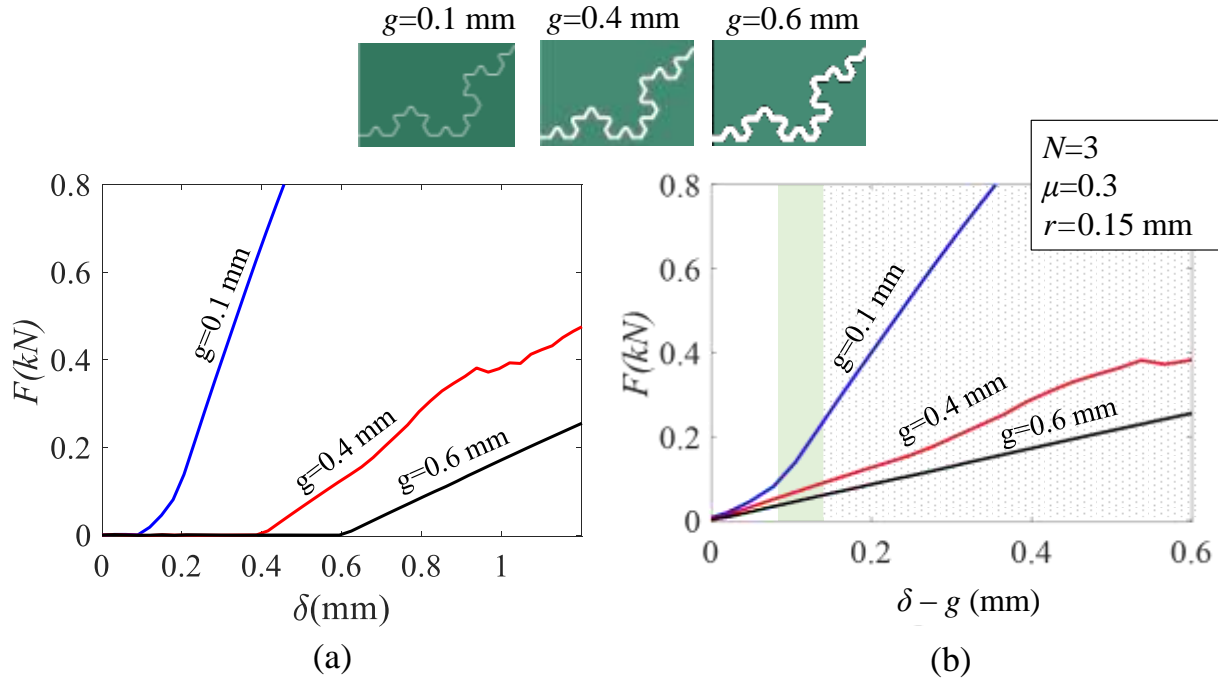 g=0.1 mm g=0.4 mm g=0.6 mm
N=3
μ=0.3
r=0.15 mm
0.8
0.6
0.4
0.2
0
F(kN)
g=0.1 mm
g=0.4 mm
g=0.6 mm
0 0.2 0.4 0.6 0.8 1
δ(mm)
(a)
0.8
0.6
0.4
0.2
0
F(kN)
g=0.1 mm
g=0.4 mm
g=0.6 mm
0 0.2 0.4 0.6
δ – g (mm)
(b)